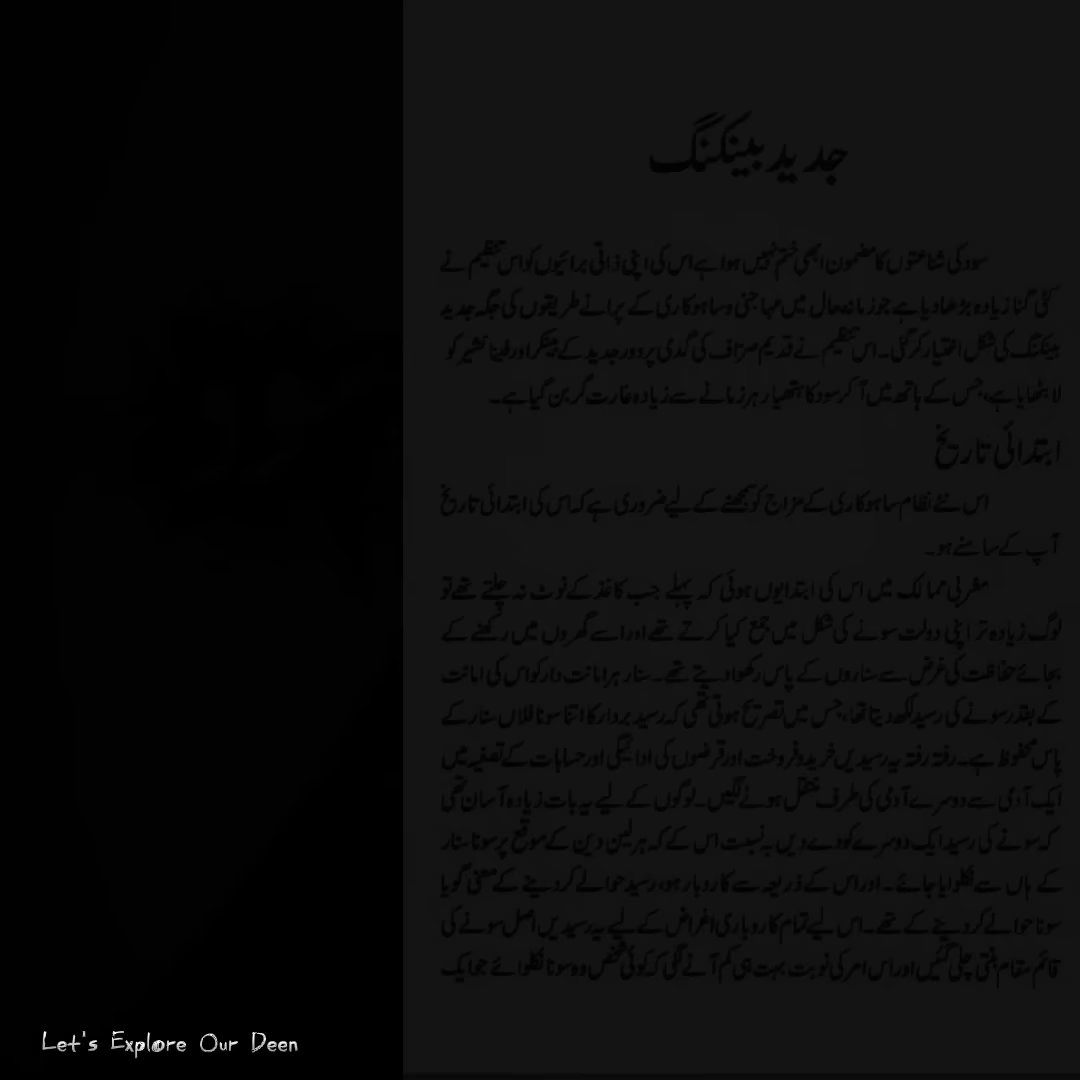 جدید بینکنگ
سود کی شناعتوں کا مضمون ابھی ختم نہیں ہوا ہے اس کی اپنی ذاتی برائیوں کو اس تنظیم نے
کئی گنا زیادہ بڑھا دیا ہے جو زمانہ حال میں مہاجنی و ساہوکاری کے پرانے طریقوں کی جگہ جدید
بینکنگ کی شکل اختیار کر گئی۔ اس تنظیم نے قدیم صراف کی گدی پر دور جدید کے بینکر اور فینا نشیر کو
لا بٹھایا ہے، جس کے ہاتھ میں آ کر سود کا ہتھیار ہر زمانے سے زیادہ غارت گر بن گیا ہے۔
ابتدائی تاریخ
اس نئے نظام ساہوکاری کے مزاج کو سمجھنے کے لیے ضروری ہے کہ اس کی ابتدائی تاریخ
آپ کے سامنے ہو۔
مغربی ممالک میں اس کی ابتدا یوں ہوئی کہ پہلے جب کاغذ کے نوٹ نہ چلتے تھے تو
لوگ زیادہ تر اپنی دولت سونے کی شکل میں جمع کیا کرتے تھے اور اسے گھروں میں رکھنے کے
بجائے حفاظت کی غرض سے سناروں کے پاس رکھوا دیتے تھے۔ سنار ہر امانت دار کو اس کی امانت
کے بقدر سونے کی رسید لکھ دیتا تھا، جس میں تصریح ہوتی تھی کہ رسید بردار کا اتنا سونا فلاں سنار کے
پاس محفوظ ہے۔ رفتہ رفتہ یہ رسیدیں خرید و فروخت اور قرضوں کی ادائیگی اور حسابات کے تصفیہ میں
ایک آدمی سے دوسرے آدمی کی طرف منتقل ہونے لگیں۔ لوگوں کے لیے یہ بات زیادہ آسان تھی
کہ سونے کی رسید ایک دوسرے کو دے دیں بہ نسبت اس کے کہ ہر لین دین کے موقع پر سونا سنار
کے ہاں سے نکلوایا جائے۔ اور اس کے ذریعہ سے کاروبار ہو، رسید حوالے کر دینے کے معنی گویا
سونا حوالے کر دینے کے تھے۔ اس لیے تمام کاروباری اغراض کے لیے یہ رسیدیں اصل سونے کی
قائم مقام بنتی چلی گئیں اور اس امر کی نوبت بہت ہی کم آنے لگی کہ کوئی شخص وہ سونا نکلوائے جو ایک
Let's Explore Our Deen